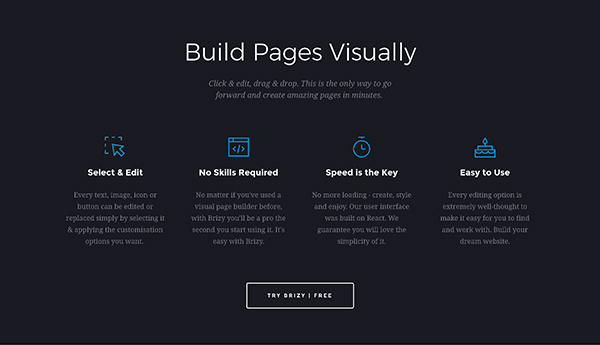 Build Pages Visually
Click & edit, drag & drop. This is the only way to go
forward and create amazing pages in minutes.
Select & Edit
Every text, image, icon or
button can be edited or
replaced simply by selecting it
& applying the customisation
options you want.
No Skills Required
No matter if you've used a
visual page builder before,
with Brizy you'll be a pro the
second you start using it. It's
easy with Brizy.
Speed is the Key
No more loading - create, style
and enjoy. Our user interface
was built on React. We
guarantee you will love the
simplicity of it.
Easy to Use
Every editing option is
extremely well-thought to
make it easy for you to find
and work with. Build your
dream website.
TRY BRIZY | FREE